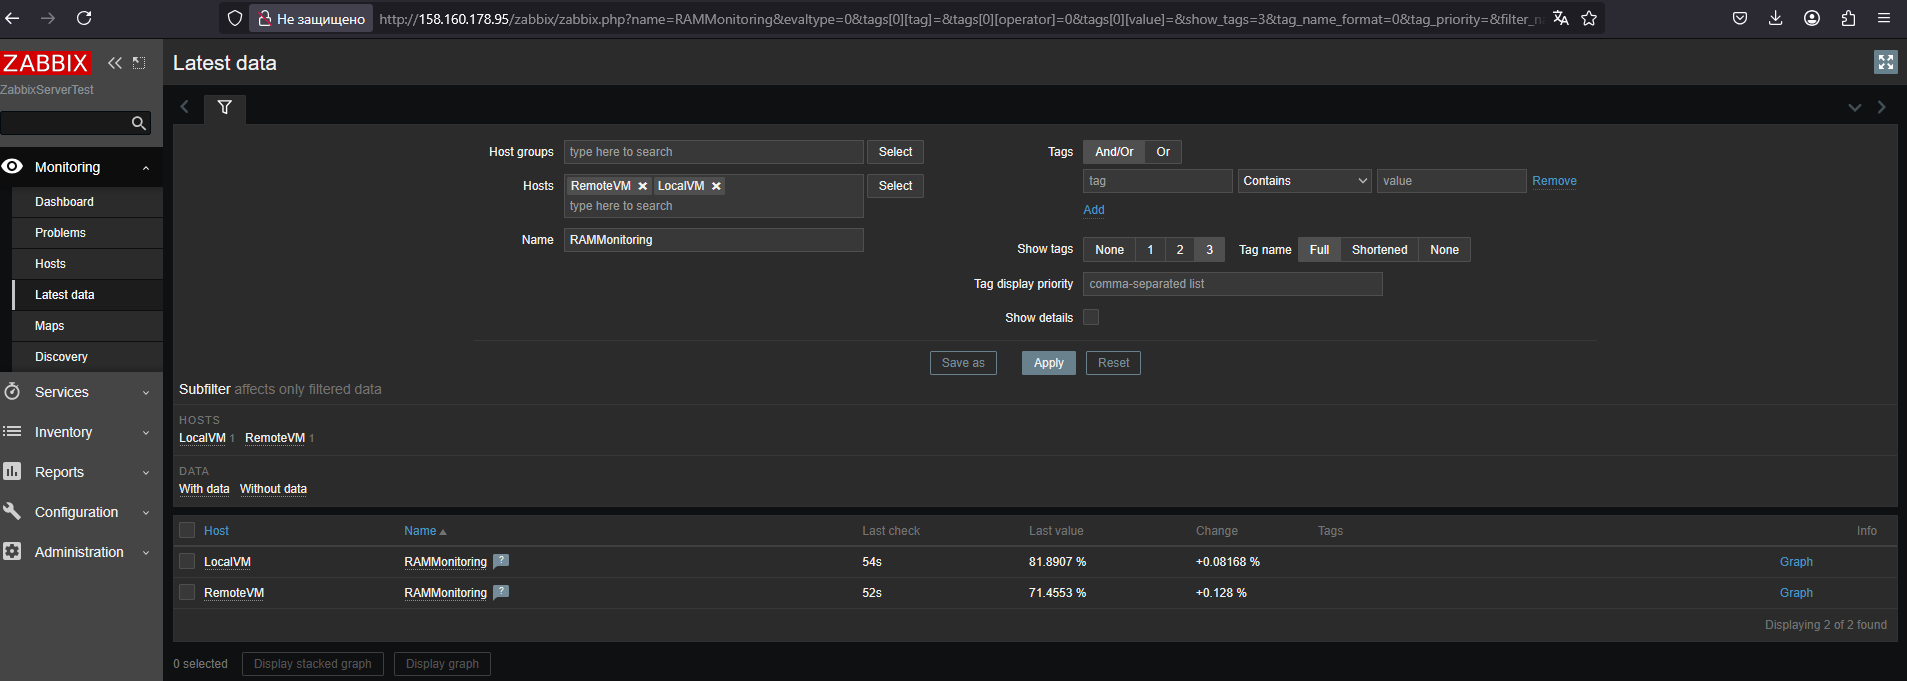 Не защищено
http://158.160.178.95/zabbix/zabbix.php?name=RAMMonitoring&evaltype=0&tags[0][tag]=&tags[0][operator]=0&tags[0][value]=&show_tags=3&tag_name_format=0&tag_priority=&filter_n
ZABBIX
Latest data
ZabbixServerTest
Monitoring
Dashboard
Problems
Hosts
Latest data
Maps
Discovery
Services
Inventory
Reports
Configuration
Administration
Host groups type here to search Select
Hosts RemoteVM LocalVM Select
type here to search
Name RAMMonitoring
Tags And/Or Or
tag Contains value Remove
Add
Show tags None 1 2 3 Tag name Full Shortened None
Tag display priority comma-separated list
Show details
Save as Apply Reset
Subfilter affects only filtered data
HOSTS
LocalVM 1 RemoteVM 1
DATA
With data Without data
Host Name Last check Last value Change Tags Info
LocalVM RAMMonitoring ? 54s 81.8907 % +0.08168 % Graph
RemoteVM RAMMonitoring ? 52s 71.4553 % +0.128 % Graph
Displaying 2 of 2 found
0 selected Display stacked graph Display graph